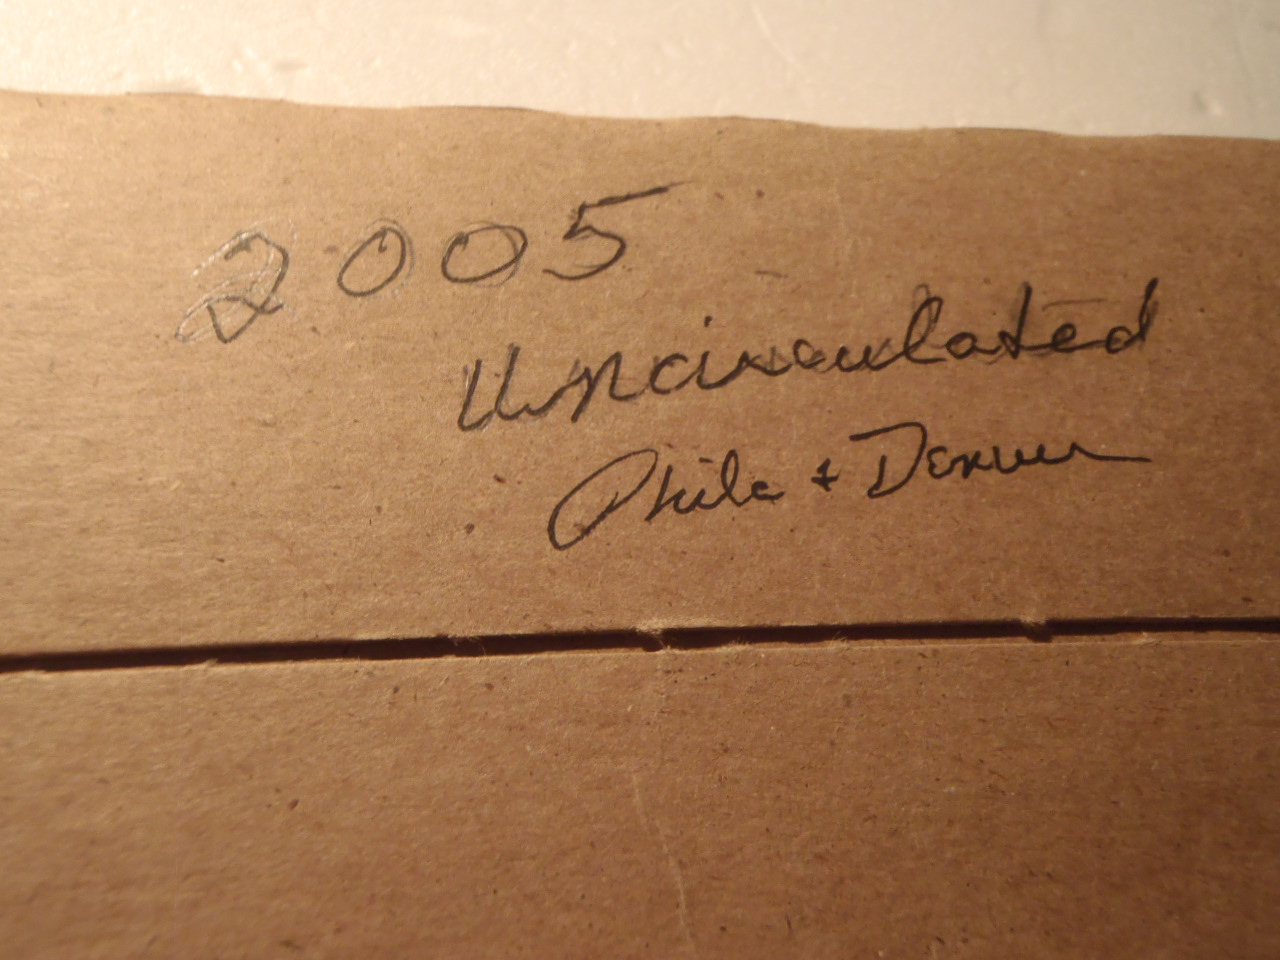 2005
Uncirculated
Phila + Denver